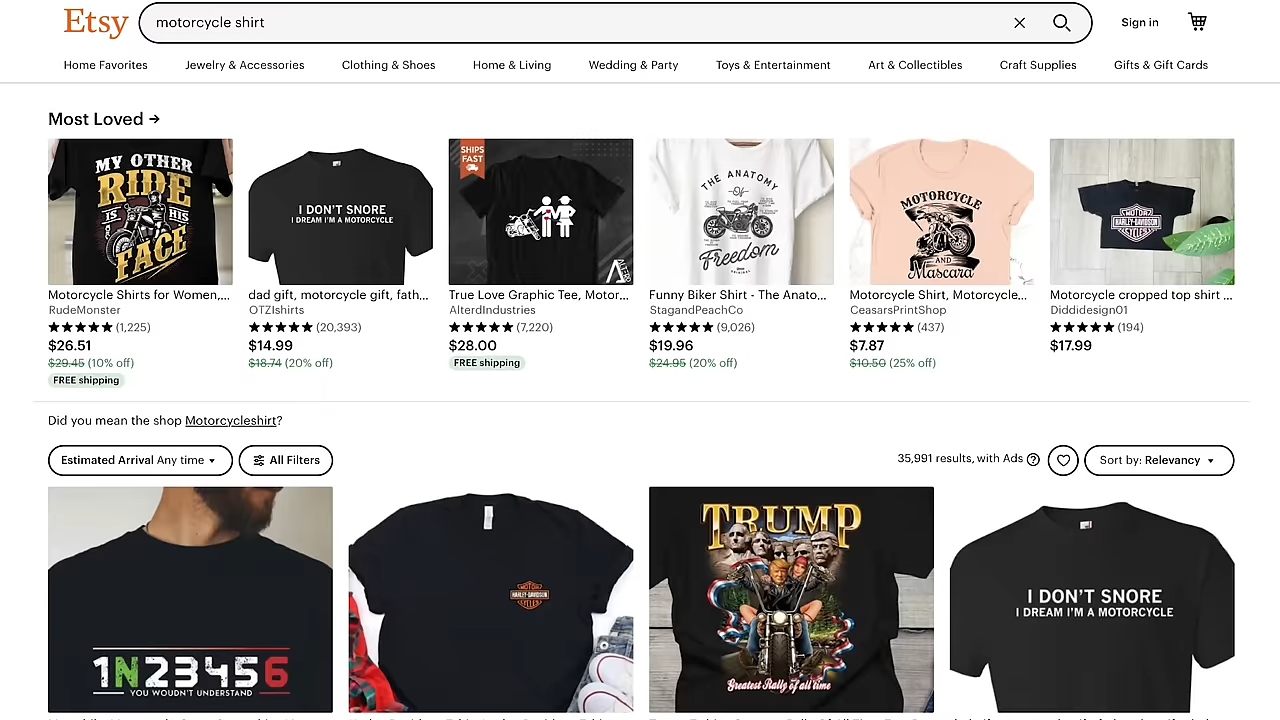 Etsy
motorcycle shirt
Sign in
Home Favorites
Jewelry & Accessories
Clothing & Shoes
Home & Living
Wedding & Party
Toys & Entertainment
Art & Collectibles
Craft Supplies
Gifts & Gift Cards
Most Loved →
MY OTHER
RIDE
IS HIS
FACE
Motorcycle Shirts for Women,...
RudeMonster
(1,225)
$26.51
$29.45 (10% off)
FREE shipping
I DON'T SNORE
I DREAM I'M A MOTORCYCLE
dad gift, motorcycle gift, fath...
OTZIshirts
(20,393)
$14.99
$18.74 (20% off)
SHIPS
FAST
True Love Graphic Tee, Motor...
AlterdIndustries
(7,220)
$28.00
FREE shipping
THE ANATOMY
-Of-
Freedom
Funny Biker Shirt - The Anato...
StagandPeachCo
(9,026)
$19.96
$24.95 (20% off)
MOTORCYCLE
AND
Mascara
Motorcycle Shirt, Motorcycle...
CeasarsPrintShop
(437)
$7.87
$10.50 (25% off)
MOTOR
HARLEY-DAVIDSON
CYCLES
Motorcycle cropped top shirt ...
Diddidesign01
(194)
$17.99
Did you mean the shop Motorcycleshirt?
Estimated Arrival Any time
All Filters
35,991 results, with Ads
Sort by: Relevancy
1N23456
YOU WOUDN'T UNDERSTAND
MOTOR
HARLEY-DAVIDSON
CYCLES
TRUMP
Greatest Rally of all time
I DON'T SNORE
I DREAM I'M A MOTORCYCLE